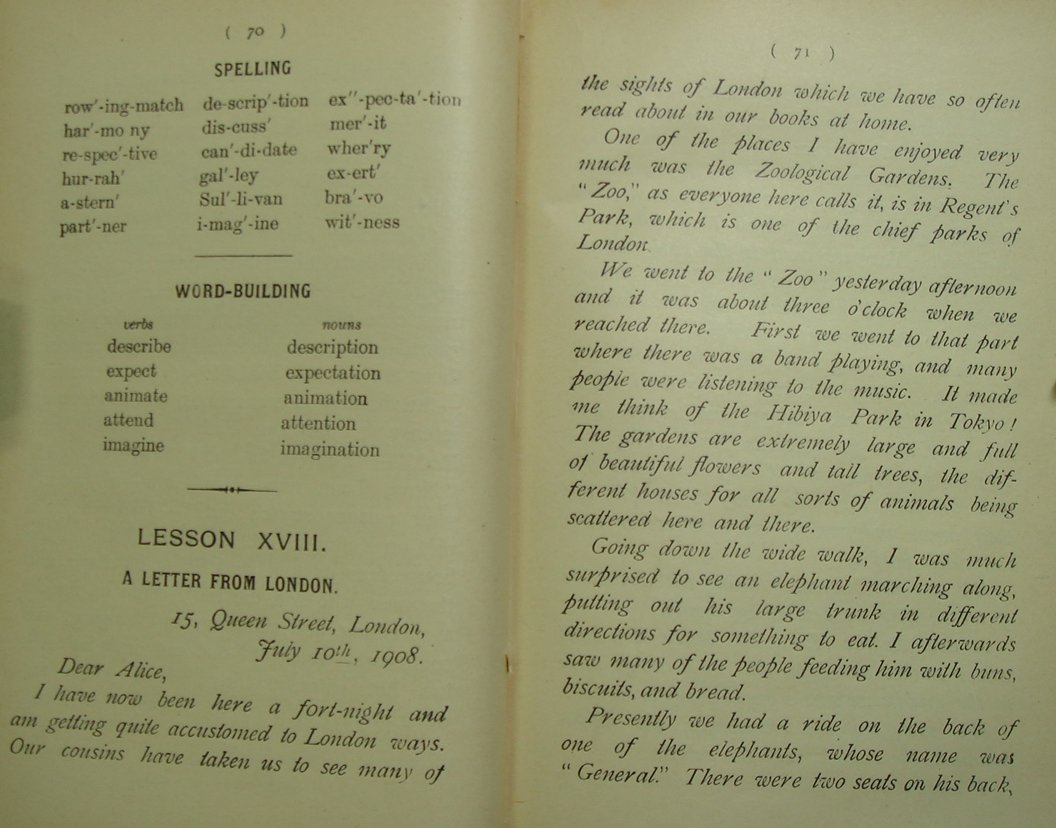 ( 70 )
SPELLING
row′-ing-match de-scrip′-tion ex″-pec-ta′-tion
har′-mo ny dis-cuss′ mer′-it
re-spec′-tive can′-di-date wher′ry
hur-rah′ gal′-ley ex-ert′
a-stern′ Sul′-li-van bra′-vo
part′-ner i-mag′-ine wit′-ness
WORD-BUILDING
verbs nouns
describe description
expect expectation
animate animation
attend attention
imagine imagination
LESSON XVIII.
A LETTER FROM LONDON.
15, Queen Street, London,
July 10th, 1908.
Dear Alice,
I have now been here a fort-night and
am getting quite accustomed to London ways.
Our cousins have taken us to see many of
( 71 )
the sights of London which we have so often
read about in our books at home.
One of the places I have enjoyed very
much was the Zoological Gardens. The
"Zoo," as everyone here calls it, is in Regent's
Park, which is one of the chief parks of
London.
We went to the "Zoo" yesterday afternoon
and it was about three o'clock when we
reached there. First we went to that part
where there was a band playing, and many
people were listening to the music. It made
me think of the Hibiya Park in Tokyo!
The gardens are extremely large and full
of beautiful flowers and tall trees, the dif-
ferent houses for all sorts of animals being
scattered here and there.
Going down the wide walk, I was much
surprised to see an elephant marching along,
putting out his large trunk in different
directions for something to eat. I afterwards
saw many of the people feeding him with buns,
biscuits, and bread.
Presently we had a ride on the back of
one of the elephants, whose name was
"General." There were two seats on his back,